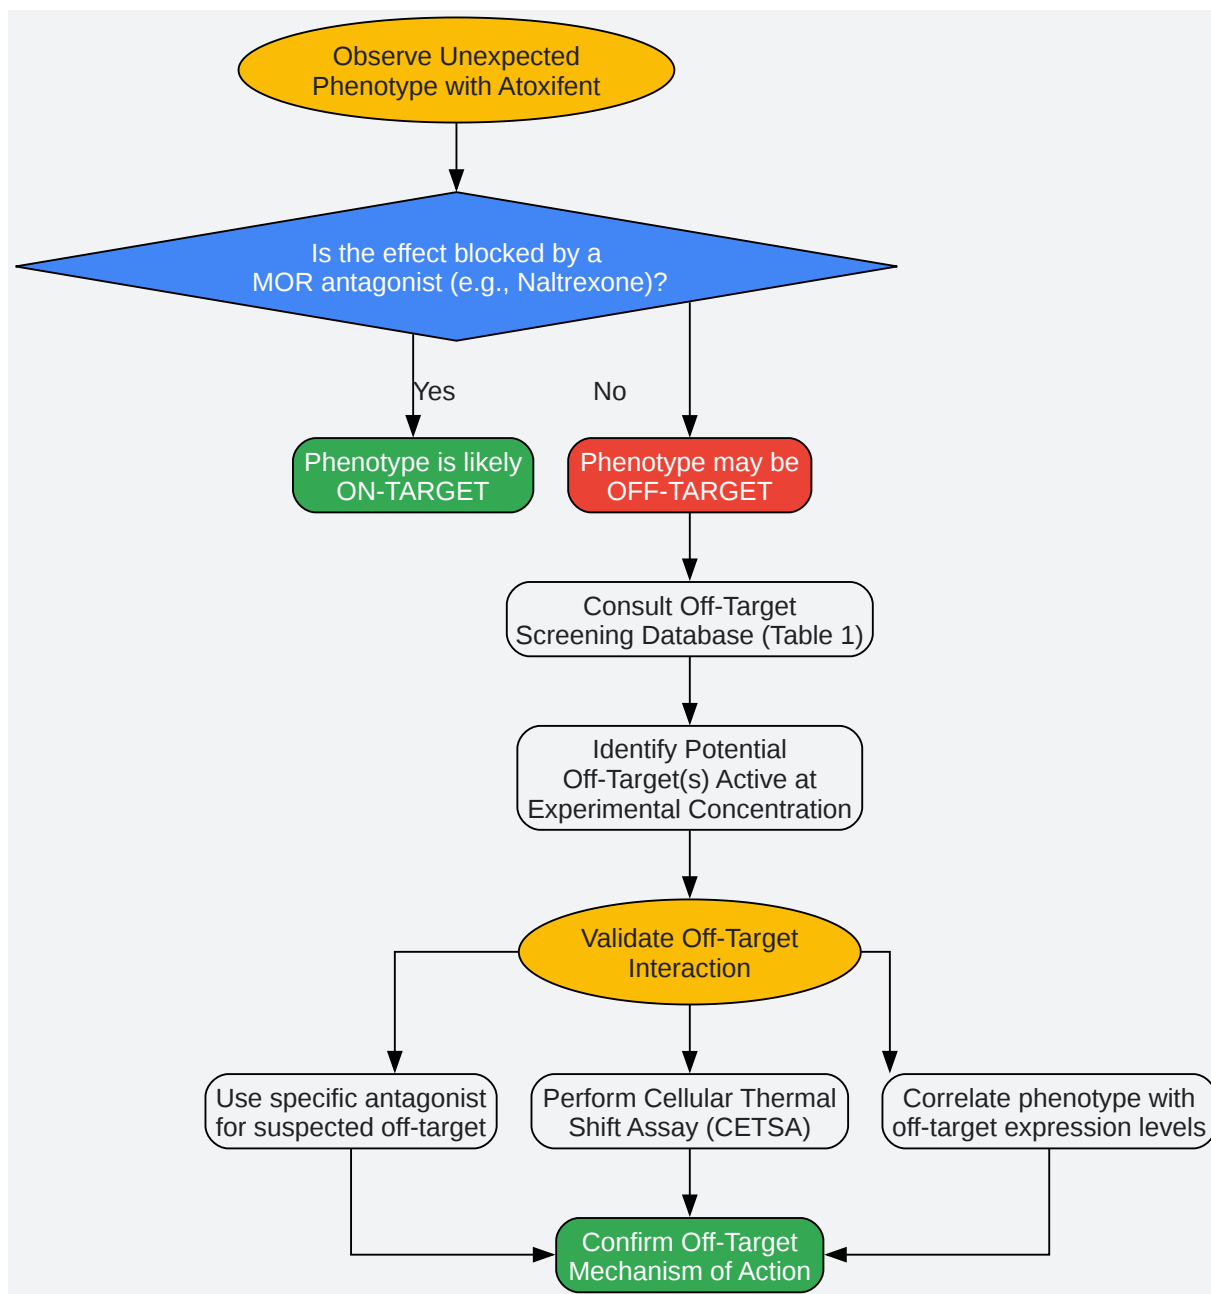 Observe Unexpected
Phenotype with Atoxifent
Is the effect blocked by a
MOR antagonist (e.g., Naltrexone)?
Yes
No
Phenotype is likely
ON-TARGET
Phenotype may be
OFF-TARGET
Consult Off-Target
Screening Database (Table 1)
Identify Potential
Off-Target(s) Active at
Experimental Concentration
Validate Off-Target
Interaction
Use specific antagonist
for suspected off-target
Perform Cellular Thermal
Shift Assay (CETSA)
Correlate phenotype with
off-target expression levels
Confirm Off-Target
Mechanism of Action